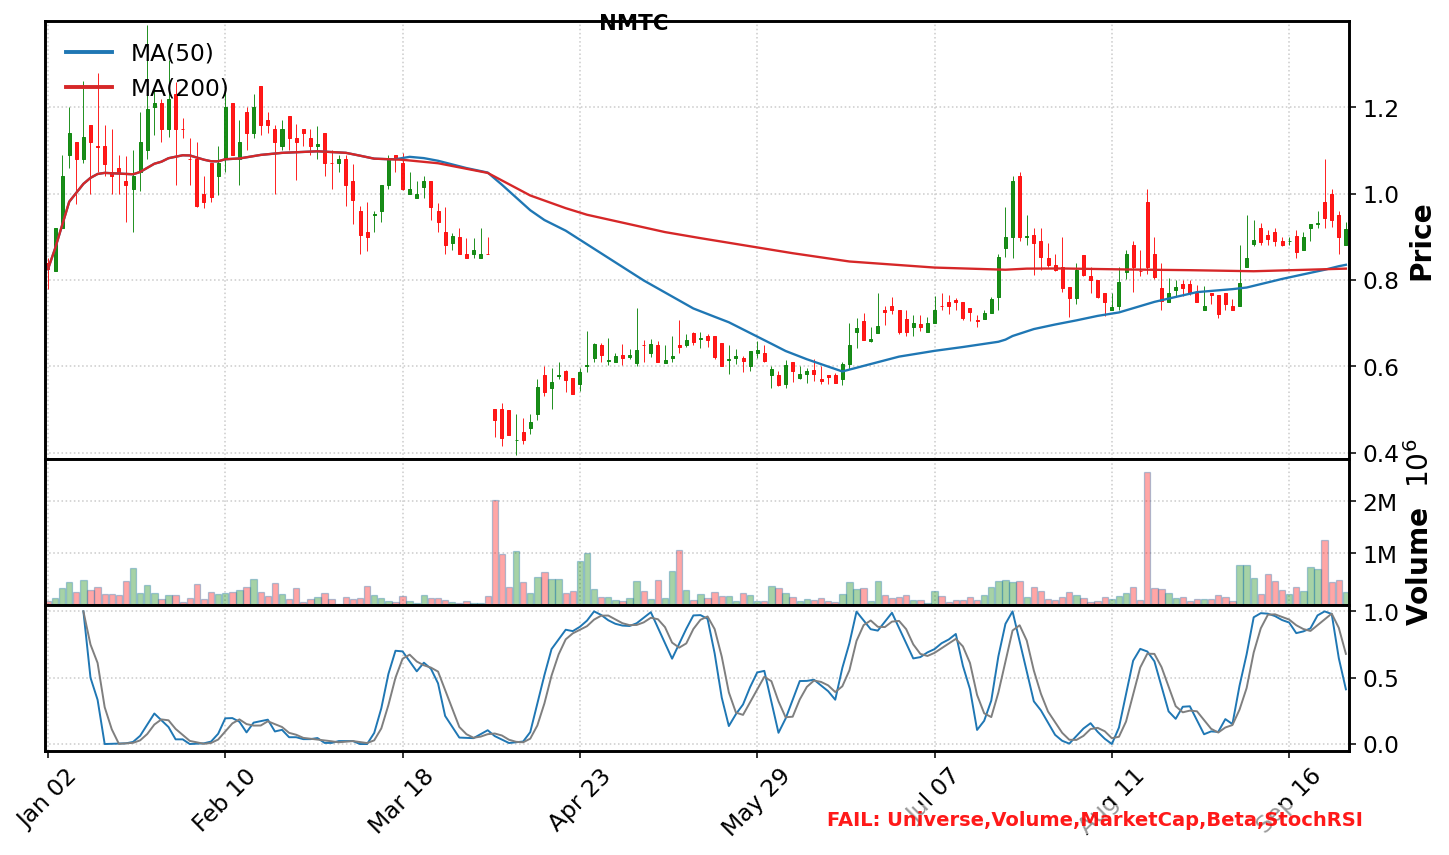 NMTC
MA(50)
MA(200)
1.2
1.0
0.8
0.6
0.4
Price
10^6
2M
1M
Volume
1.0
0.5
0.0
Jan 02
Feb 10
Mar 18
Apr 23
May 29
Jul 07
Aug 11
Sep 16
FAIL: Universe,Volume,MarketCap,Beta,StochRSI